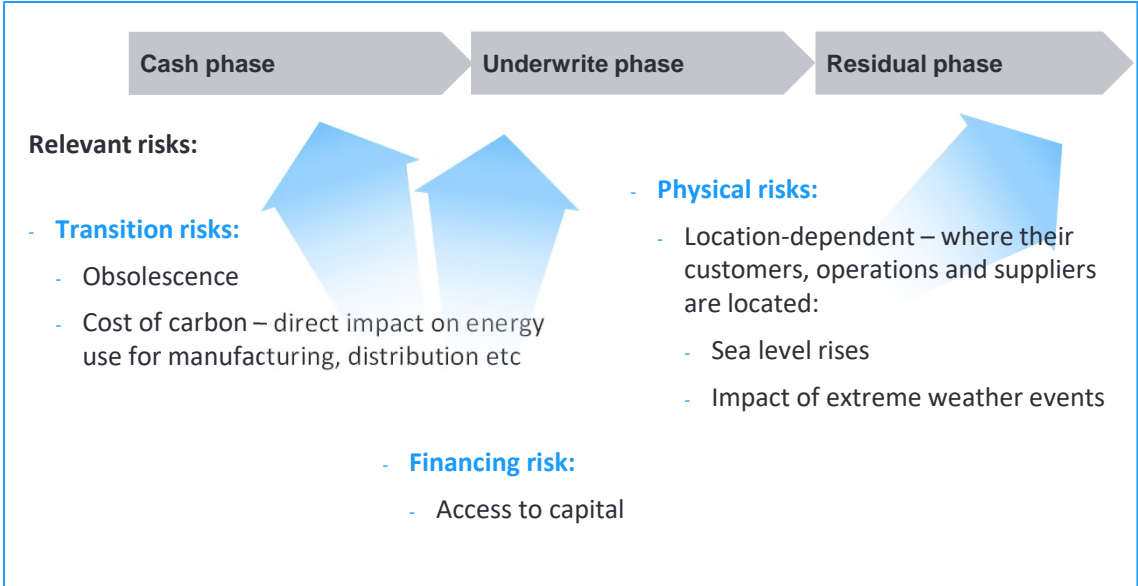 Cash phase
Underwrite phase
Residual phase
Relevant risks:
- Transition risks:
- Obsolescence
- Cost of carbon – direct impact on energy
use for manufacturing, distribution etc
- Physical risks:
- Location-dependent – where their
customers, operations and suppliers
are located:
- Sea level rises
- Impact of extreme weather events
- Financing risk:
- Access to capital